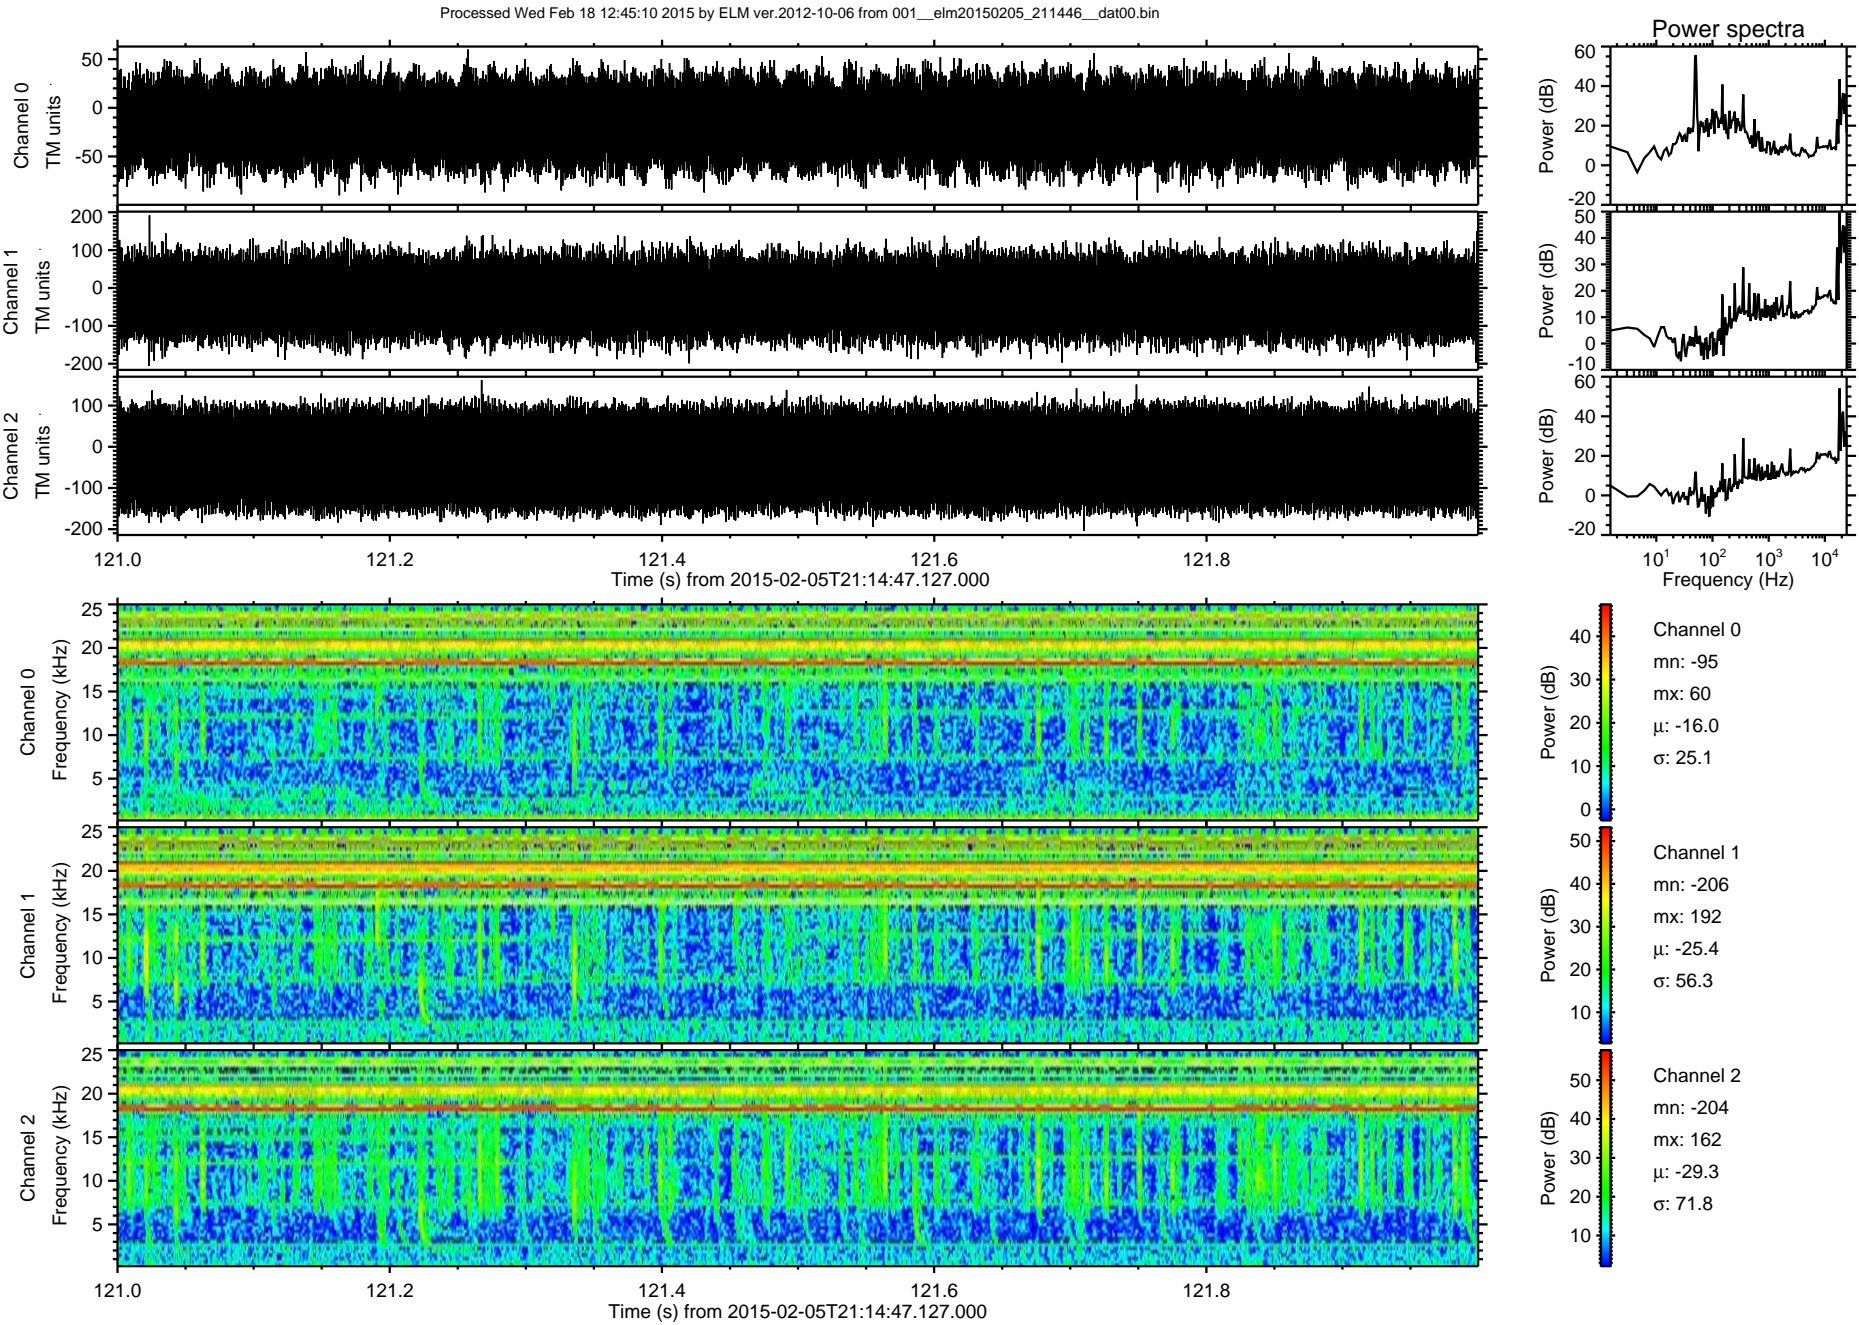 Processed Wed Feb 18 12:45:10 2015 by ELM ver.2012-10-06 from 001__elm20150205_211446__dat00.bin
Power spectra
Channel 0
TM units
50
0
-50
Power (dB)
60
40
20
0
-20
Channel 1
TM units
200
100
0
-100
-200
Power (dB)
50
40
30
20
10
0
-10
Channel 2
TM units
100
0
-100
-200
Power (dB)
60
40
20
0
-20
121.0 121.2 121.4 121.6 121.8
Time (s) from 2015-02-05T21:14:47.127.000
10^1 10^2 10^3 10^4
Frequency (Hz)
Channel 0
Frequency (kHz)
25
20
15
10
5
Power (dB)
40
30
20
10
0
Channel 0
mn: -95
mx: 60
μ: -16.0
σ: 25.1
Channel 1
Frequency (kHz)
25
20
15
10
5
Power (dB)
50
40
30
20
10
Channel 1
mn: -206
mx: 192
μ: -25.4
σ: 56.3
Channel 2
Frequency (kHz)
25
20
15
10
5
Power (dB)
50
40
30
20
10
Channel 2
mn: -204
mx: 162
μ: -29.3
σ: 71.8
121.0 121.2 121.4 121.6 121.8
Time (s) from 2015-02-05T21:14:47.127.000